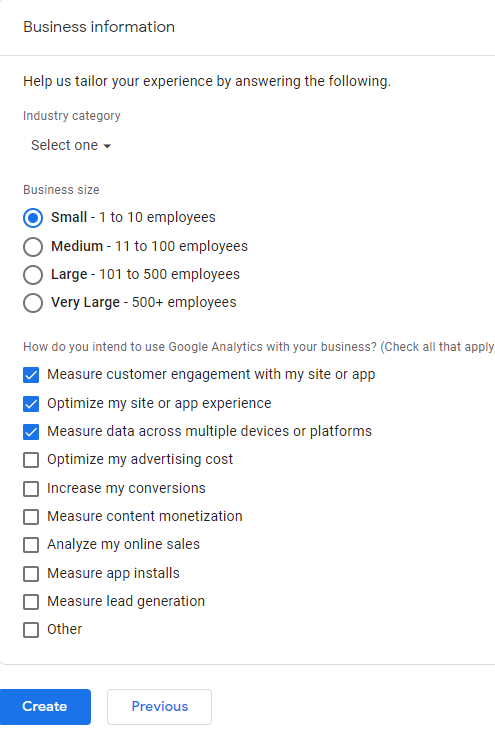 Business information
Help us tailor your experience by answering the following.
Industry category
Select one
Business size
Small - 1 to 10 employees
Medium - 11 to 100 employees
Large - 101 to 500 employees
Very Large - 500+ employees
How do you intend to use Google Analytics with your business? (Check all that apply
Measure customer engagement with my site or app
Optimize my site or app experience
Measure data across multiple devices or platforms
Optimize my advertising cost
Increase my conversions
Measure content monetization
Analyze my online sales
Measure app installs
Measure lead generation
Other
Create Previous